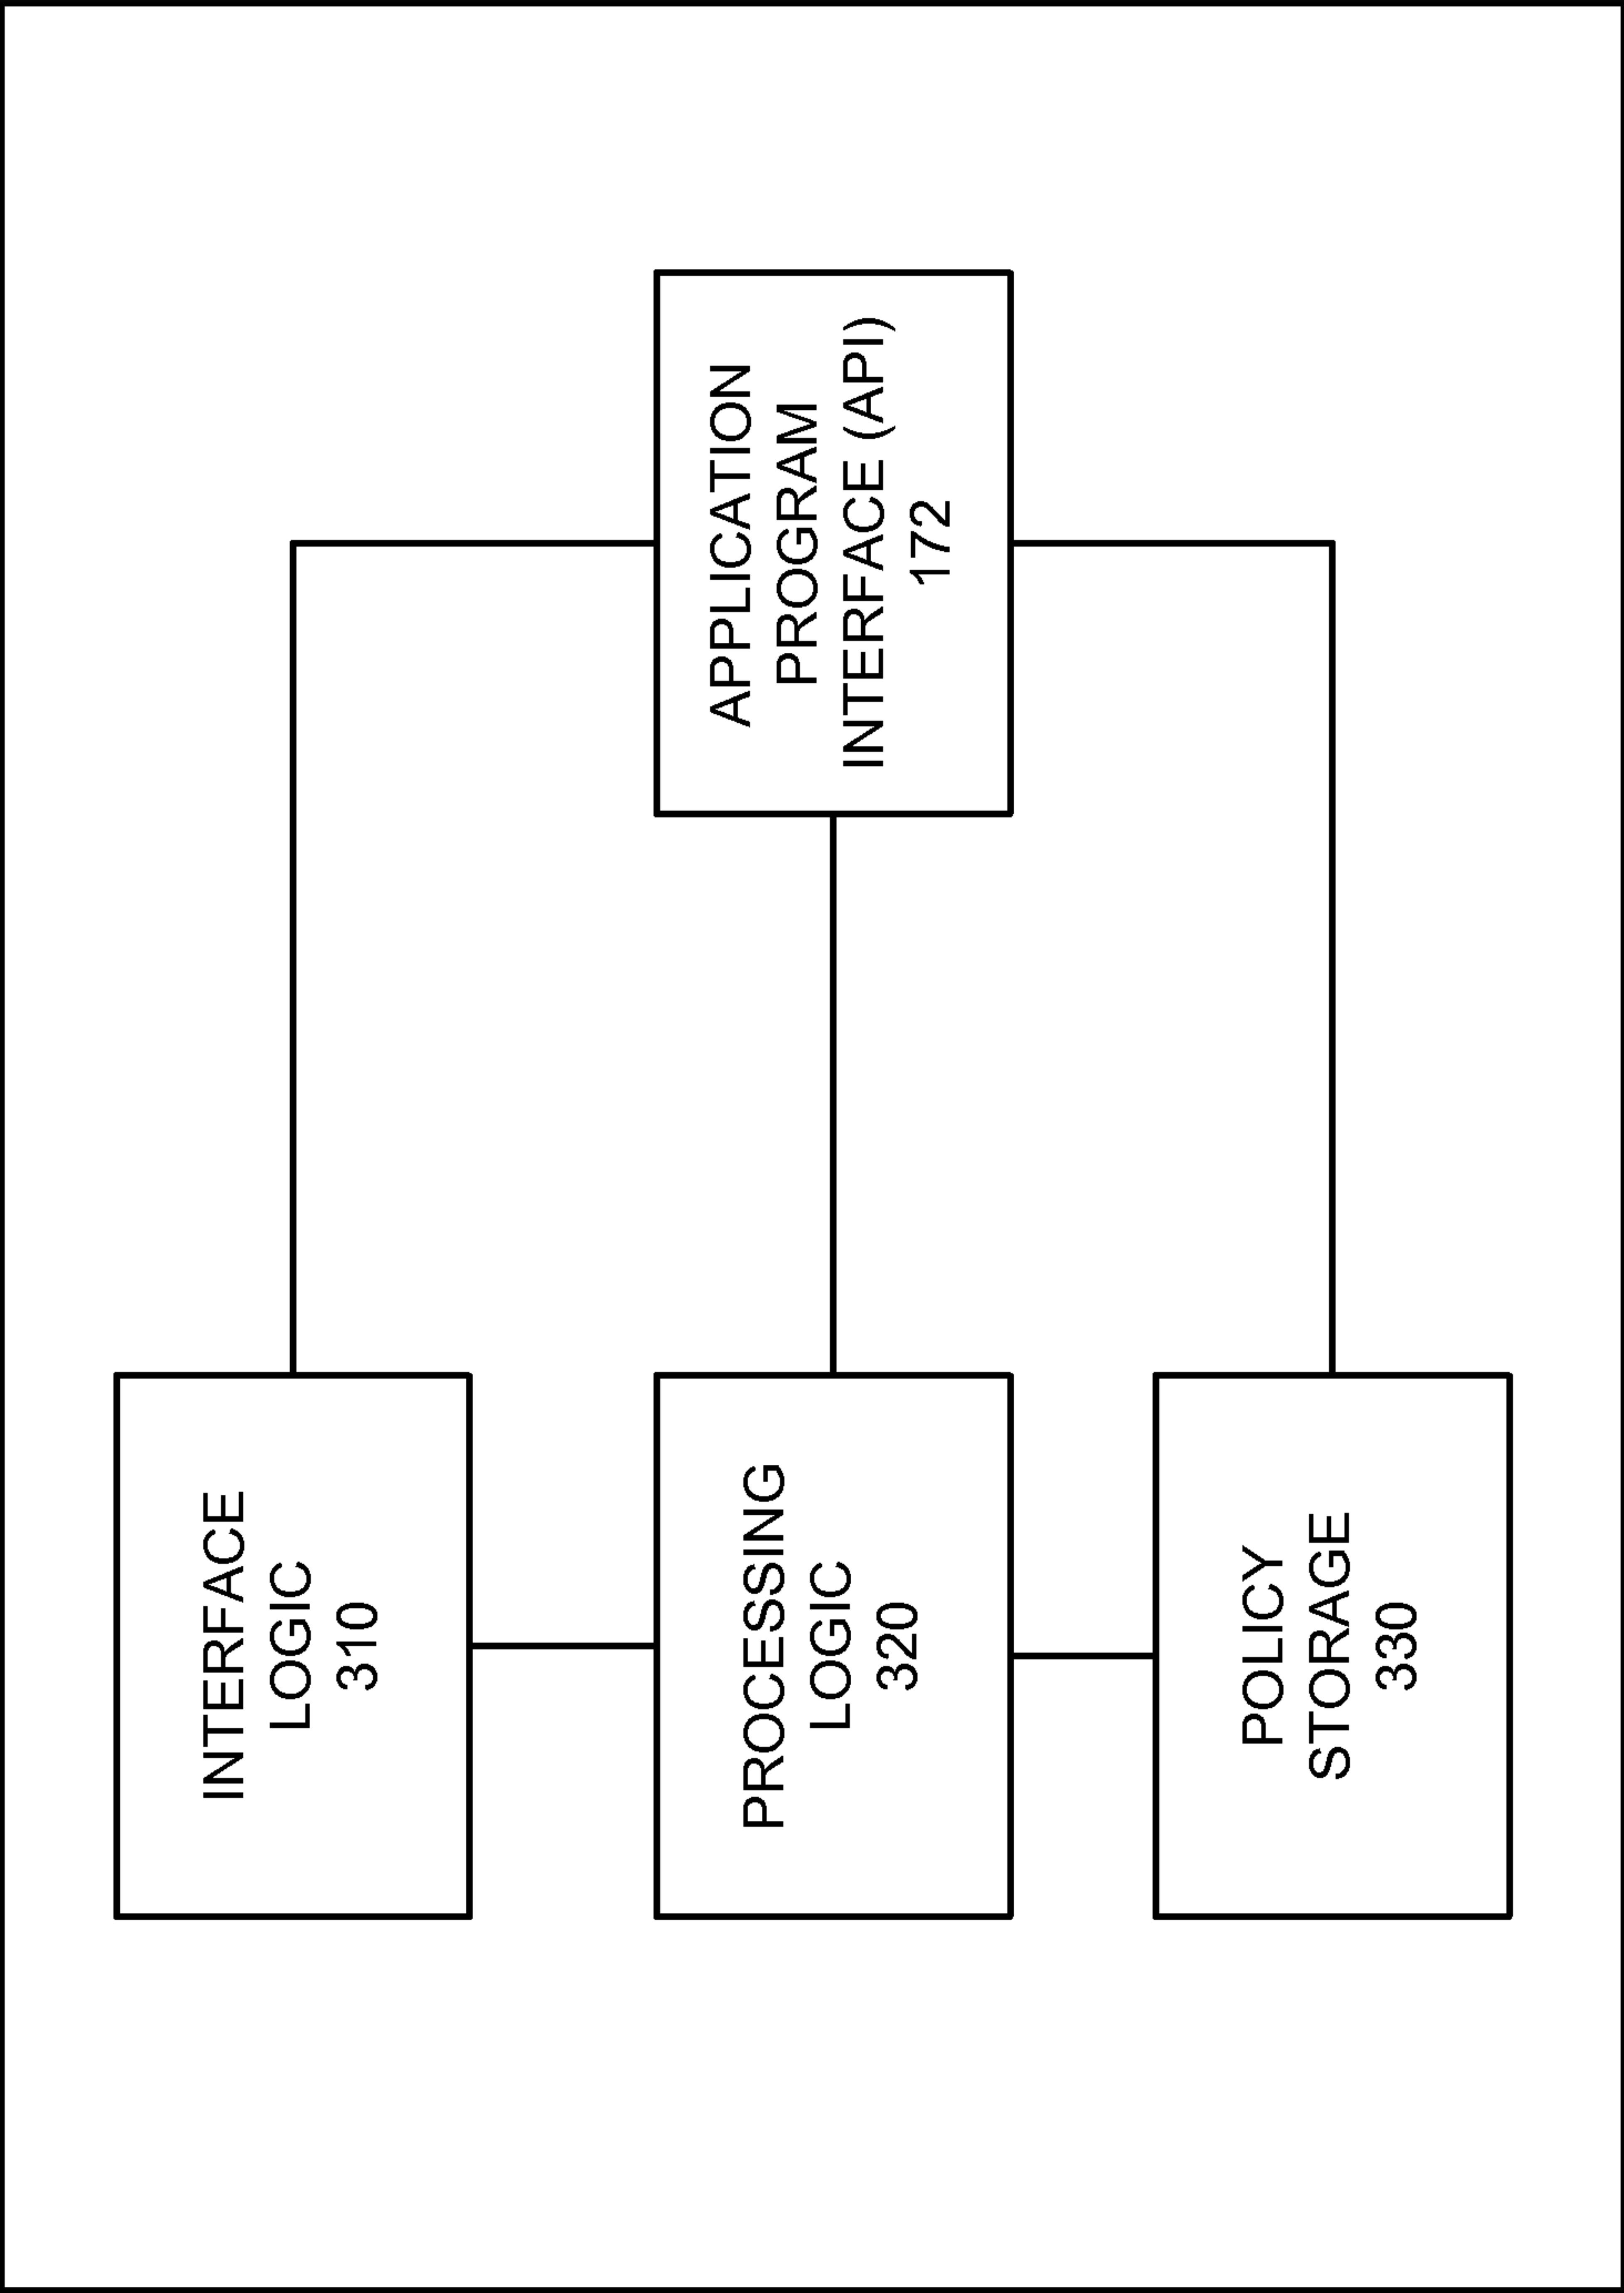 INTERFACE
LOGIC
310
PROCESSING
LOGIC
320
POLICY
STORAGE
330
APPLICATION
PROGRAM
INTERFACE (API)
172